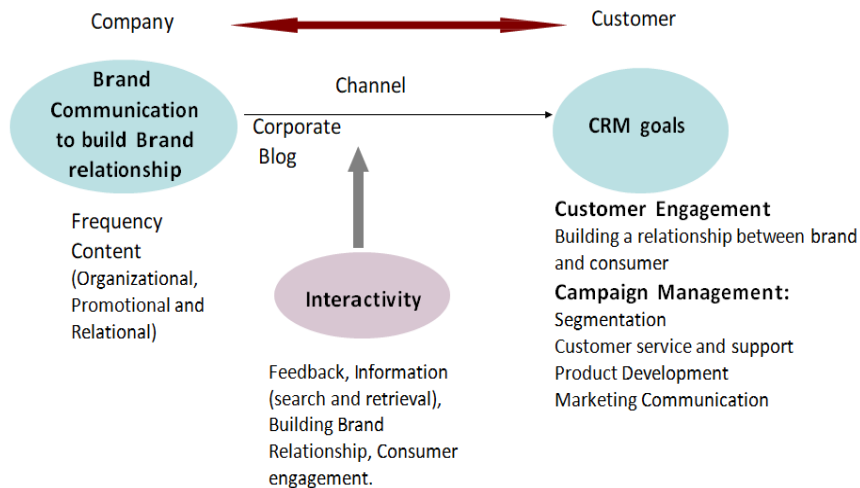 Company
Customer
Brand
Communication
to build Brand
relationship
Channel
Corporate
Blog
CRM goals
Frequency
Content
(Organizational,
Promotional and
Relational)
Interactivity
Feedback, Information
(search and retrieval),
Building Brand
Relationship, Consumer
engagement.
Customer Engagement
Building a relationship between brand
and consumer
Campaign Management:
Segmentation
Customer service and support
Product Development
Marketing Communication